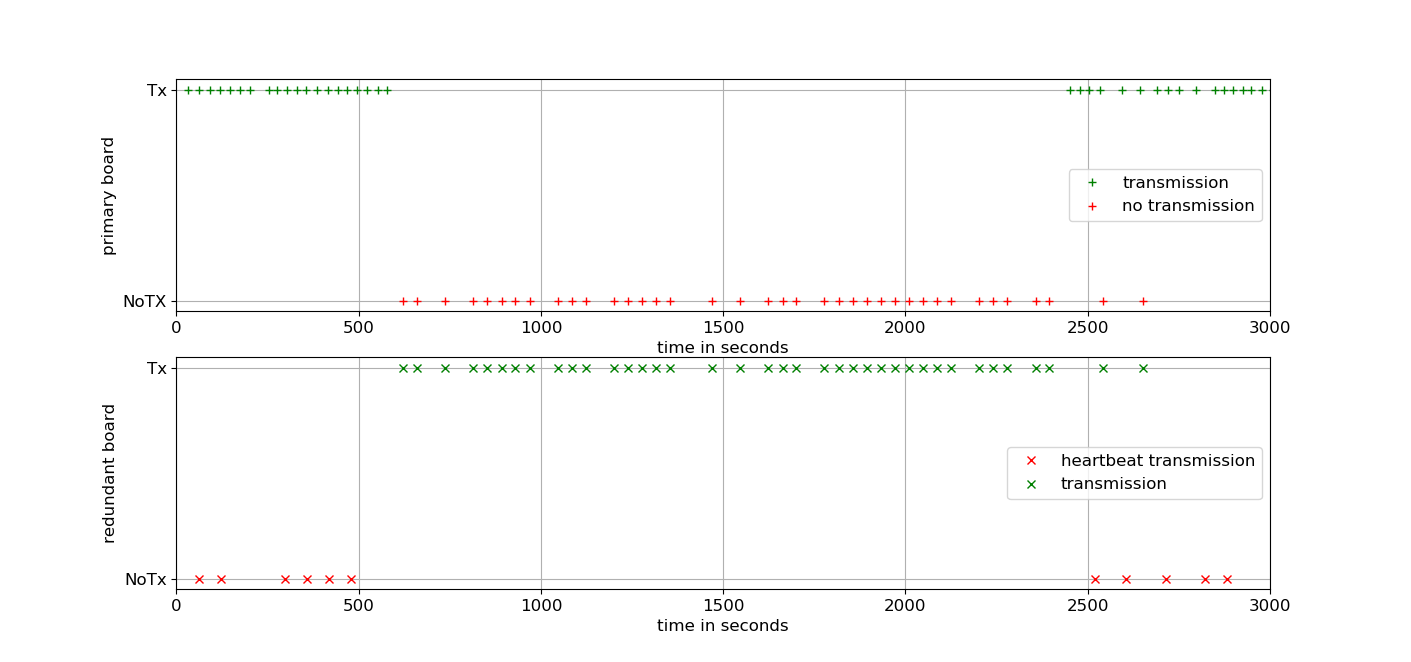 Tx
primary board
transmission
no transmission
NoTX
0 500 1000 1500 2000 2500 3000
time in seconds
Tx
redundant board
heartbeat transmission
transmission
NoTx
0 500 1000 1500 2000 2500 3000
time in seconds